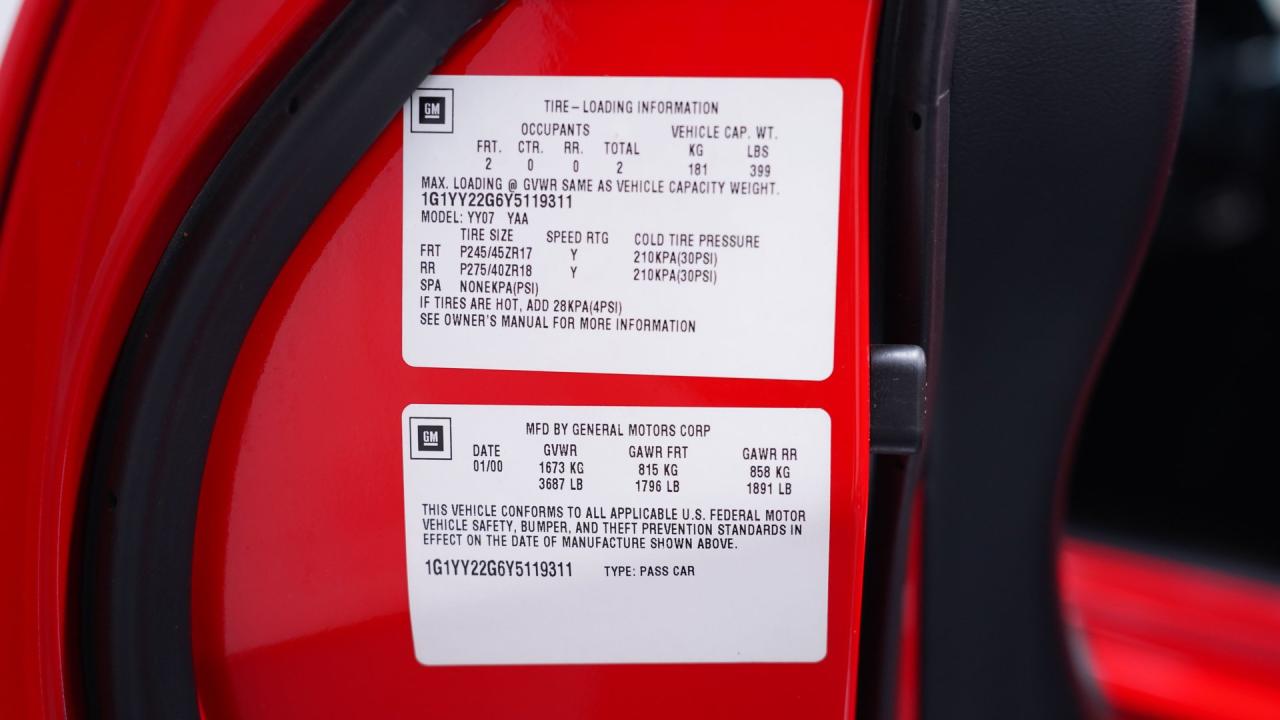 GM
TIRE-LOADING INFORMATION
OCCUPANTS VEHICLE CAP. WT.
FRT. CTR. RR. TOTAL KG LBS
2 0 0 2 181 399
MAX. LOADING @ GVWR SAME AS VEHICLE CAPACITY WEIGHT.
1G1YY22G6Y5119311
MODEL: YY07 YAA
TIRE SIZE SPEED RTG COLD TIRE PRESSURE
FRT P245/45ZR17 Y 210KPA(30PSI)
RR P275/40ZR18 Y 210KPA(30PSI)
SPA NONEKPA(PSI)
IF TIRES ARE HOT, ADD 28KPA(4PSI)
SEE OWNER'S MANUAL FOR MORE INFORMATION
GM
MFD BY GENERAL MOTORS CORP
DATE GVWR GAWR FRT GAWR RR
01/00 1673 KG 815 KG 858 KG
3687 LB 1796 LB 1891 LB
THIS VEHICLE CONFORMS TO ALL APPLICABLE U.S. FEDERAL MOTOR
VEHICLE SAFETY, BUMPER, AND THEFT PREVENTION STANDARDS IN
EFFECT ON THE DATE OF MANUFACTURE SHOWN ABOVE.
1G1YY22G6Y5119311 TYPE: PASS CAR